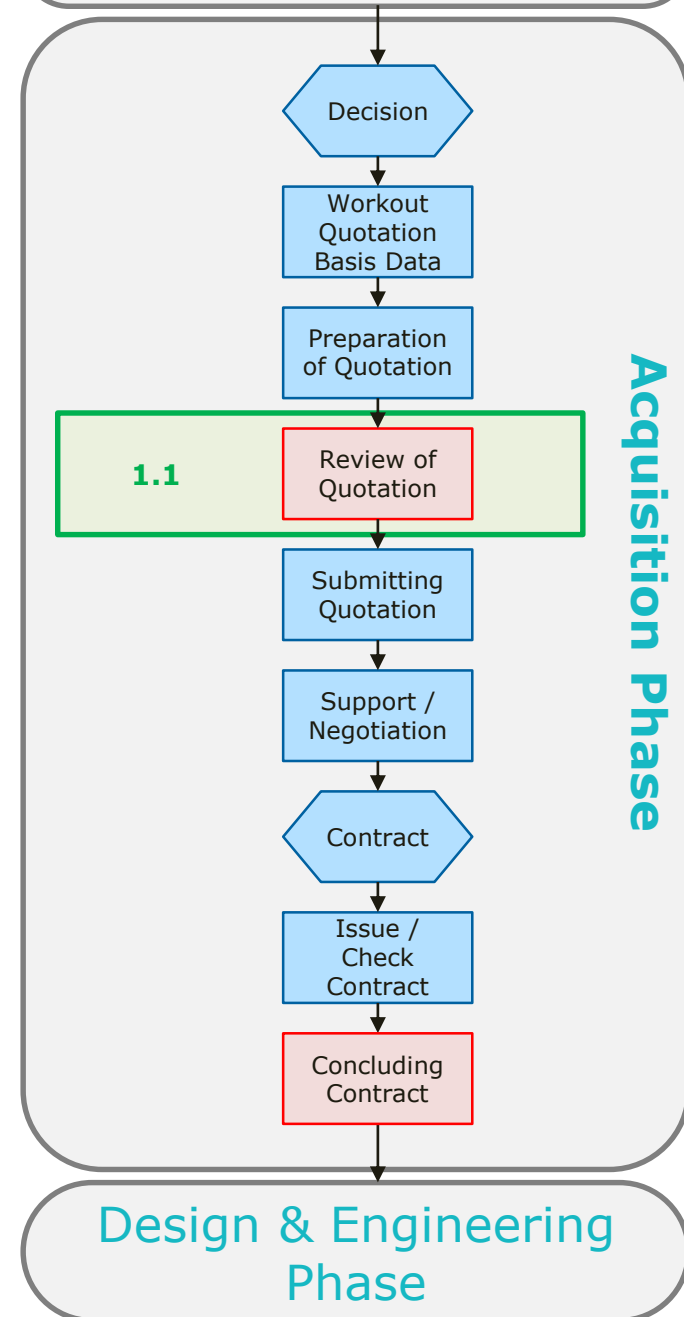 Decision
Workout
Quotation
Basis Data
Preparation
of Quotation
1.1
Review of
Quotation
Submitting
Quotation
Support /
Negotiation
Contract
Issue /
Check
Contract
Concluding
Contract
Acquisition Phase
Design & Engineering
Phase